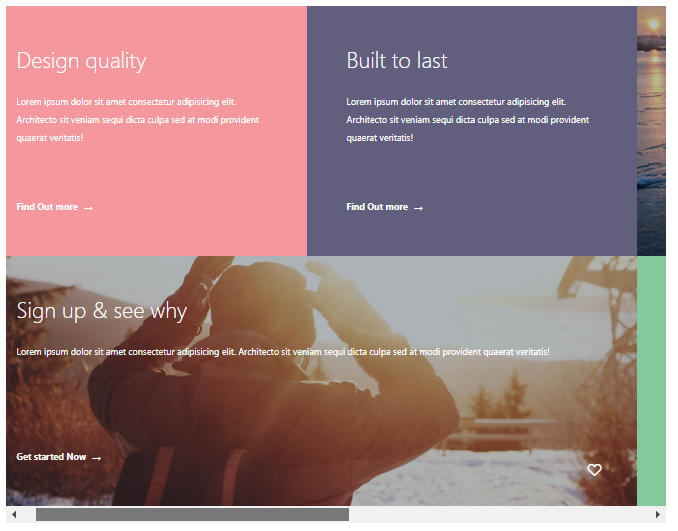 Design quality
Lorem ipsum dolor sit amet consectetur adipisicing elit.
Architecto sit veniam sequi dicta culpa sed at modi provident
quaerat veritatis!
Find Out more →
Built to last
Lorem ipsum dolor sit amet consectetur adipisicing elit.
Architecto sit veniam sequi dicta culpa sed at modi provident
quaerat veritatis!
Find Out more →
Sign up & see why
Lorem ipsum dolor sit amet consectetur adipisicing elit. Architecto sit veniam sequi dicta culpa sed at modi provident quaerat veritatis!
Get started Now →